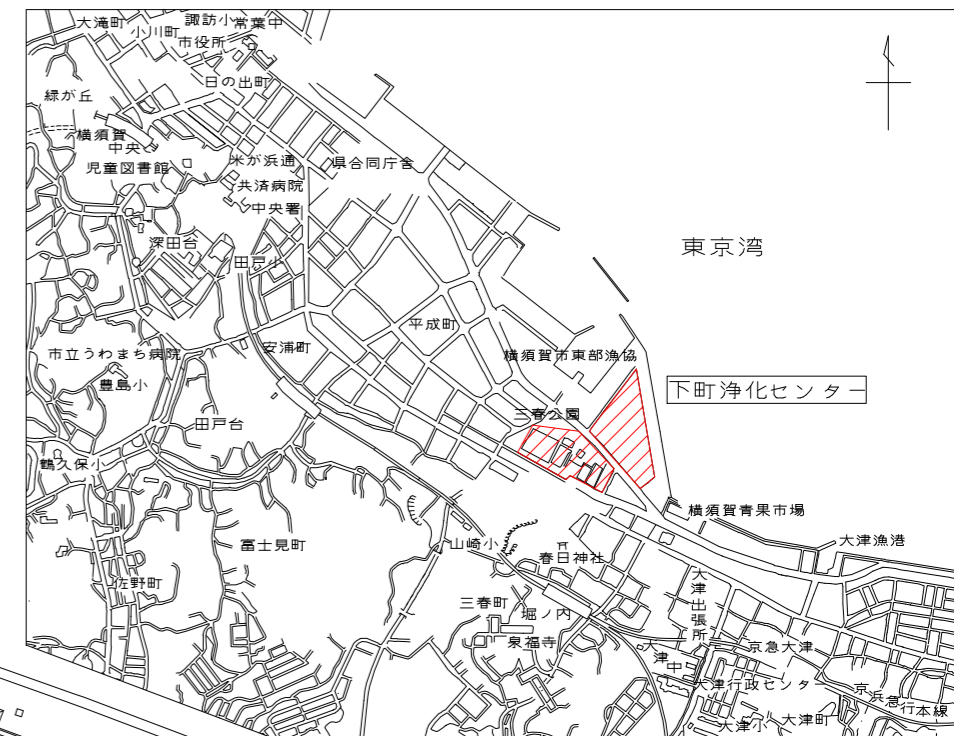 大滝町
諏訪小
常葉中
小川町
市役所
日の出町
緑が丘
横須賀
中央
児童図書館
米が浜通
県合同庁舎
共済病院
中央署
深田台
田戸小
東京湾
平成町
安浦町
市立うわまち病院
横須賀市東部漁協
豊島小
下町浄化センター
三春公園
田戸台
鶴久保小
横須賀青果市場
大津漁港
富士見町
山崎小
春日神社
佐野町
大津出張所
三春町
堀ノ内
泉福寺
京急大津
大津中
大津行政センター
京浜急行本線
大津小
大津町